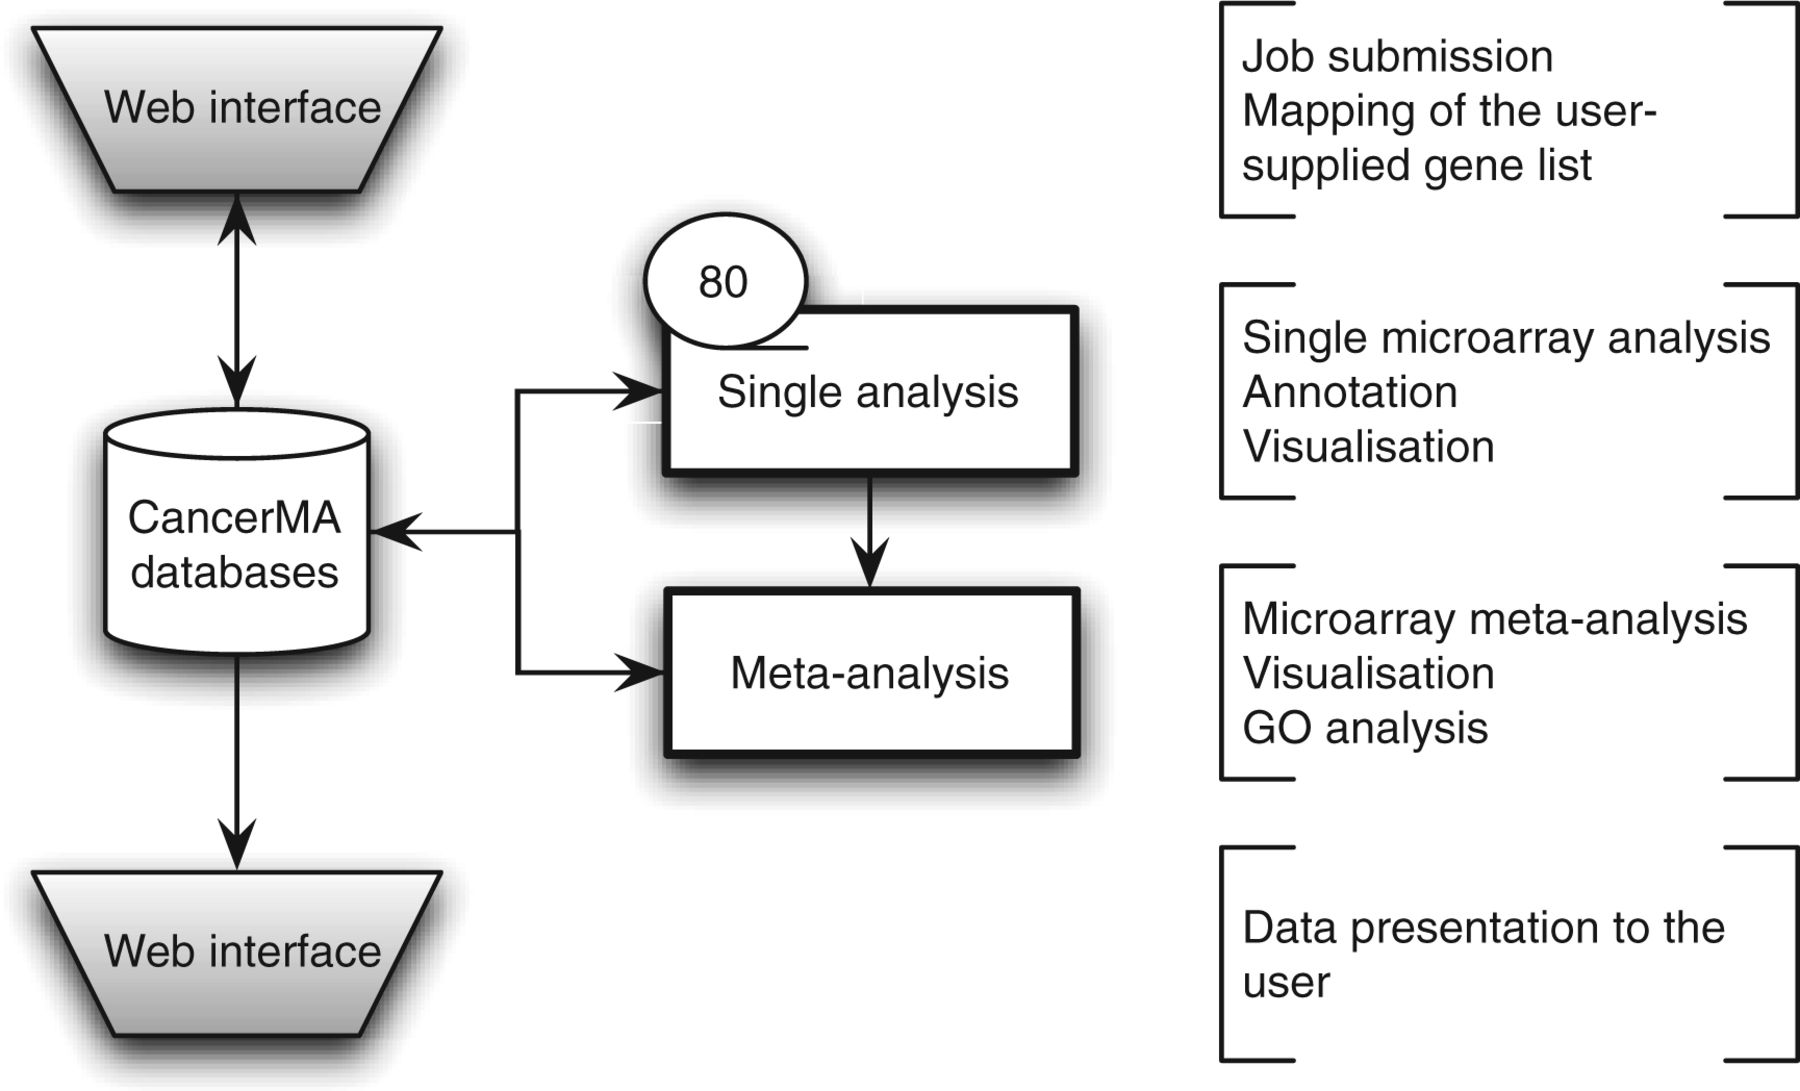 Web interface
Job submission
Mapping of the user-
supplied gene list
80
Single analysis
Single microarray analysis
Annotation
Visualisation
CancerMA
databases
Meta-analysis
Microarray meta-analysis
Visualisation
GO analysis
Web interface
Data presentation to the
user